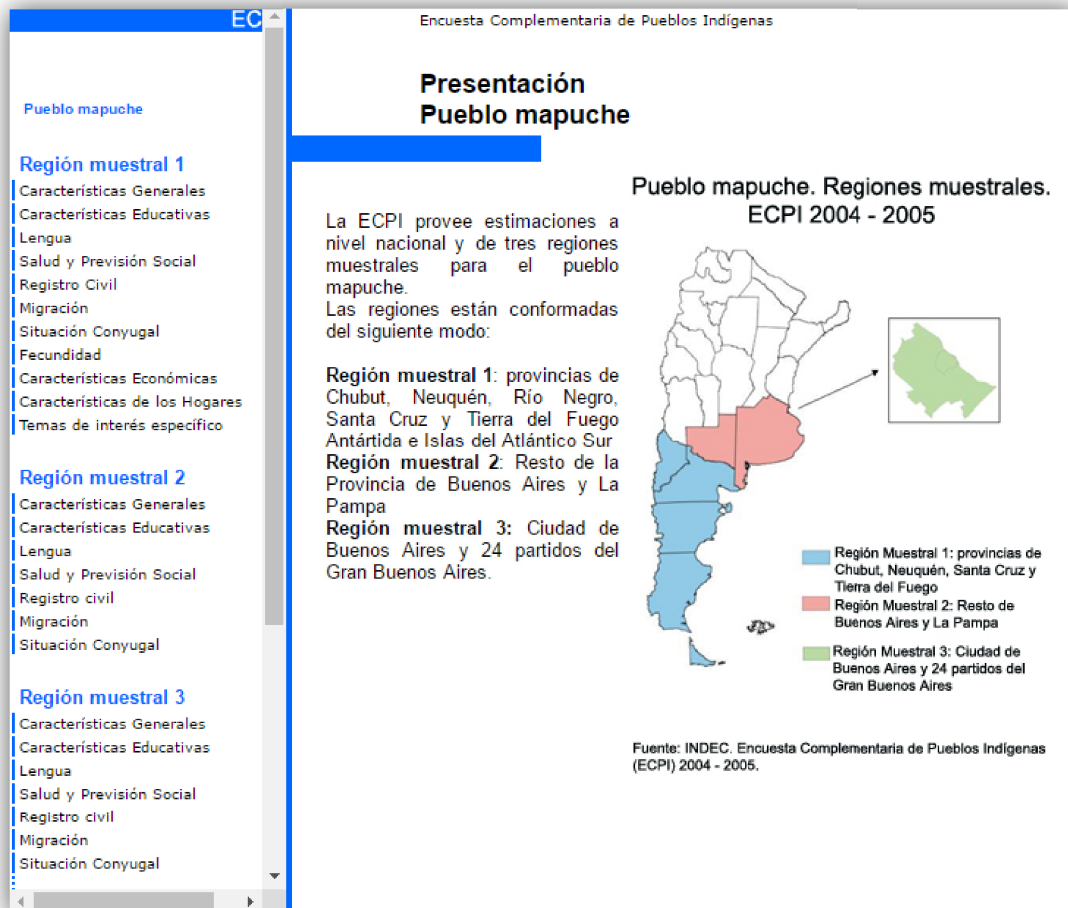 EC
Pueblo mapuche
Región muestral 1
Características Generales
Características Educativas
Lengua
Salud y Previsión Social
Registro Civil
Migración
Situación Conyugal
Fecundidad
Características Económicas
Características de los Hogares
Temas de interés específico
Región muestral 2
Características Generales
Características Educativas
Lengua
Salud y Previsión Social
Registro civil
Migración
Situación Conyugal
Región muestral 3
Características Generales
Características Educativas
Lengua
Salud y Previsión Social
Registro civil
Migración
Situación Conyugal
Encuesta Complementaria de Pueblos Indígenas
Presentación
Pueblo mapuche
La ECPI provee estimaciones a
nivel nacional y de tres regiones
muestrales para el pueblo
mapuche.
Las regiones están conformadas
del siguiente modo:
Región muestral 1: provincias de
Chubut, Neuquén, Río Negro,
Santa Cruz y Tierra del Fuego
Antártida e Islas del Atlántico Sur
Región muestral 2: Resto de la
Provincia de Buenos Aires y La
Pampa
Región muestral 3: Ciudad de
Buenos Aires y 24 partidos del
Gran Buenos Aires.
Pueblo mapuche. Regiones muestrales.
ECPI 2004 - 2005
Región Muestral 1: provincias de
Chubut, Neuquén, Santa Cruz y
Tierra del Fuego
Región Muestral 2: Resto de
Buenos Aires y La Pampa
Región Muestral 3: Ciudad de
Buenos Aires y 24 partidos del
Gran Buenos Aires
Fuente: INDEC. Encuesta Complementaria de Pueblos Indígenas
(ECPI) 2004 - 2005.